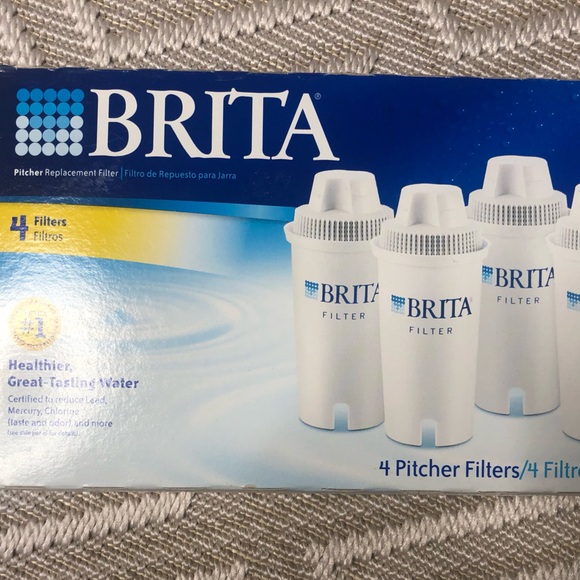 BRITA®
Pitcher Replacement Filter | Filtro de Repuesto para Jarra
4 Filters
Filtros
#1
Healthier,
Great-Tasting Water
Certified to reduce Lead,
Mercury, Chlorine
(taste and odor) and more
BRITA
FILTER
BRITA
FILTER
BRITA
FILTER
4 Pitcher Filters/4 Filtro